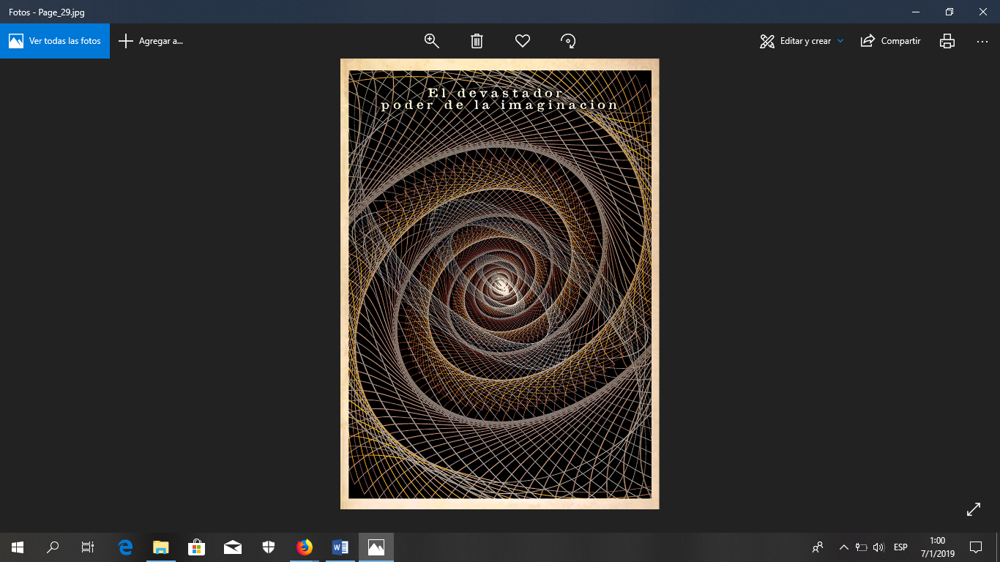 Fotos - Page_29.jpg
Ver todas las fotos
Agregar a...
Editar y crear
Compartir
El devastador
poder de la imaginacion
ESP
1:00
7/1/2019